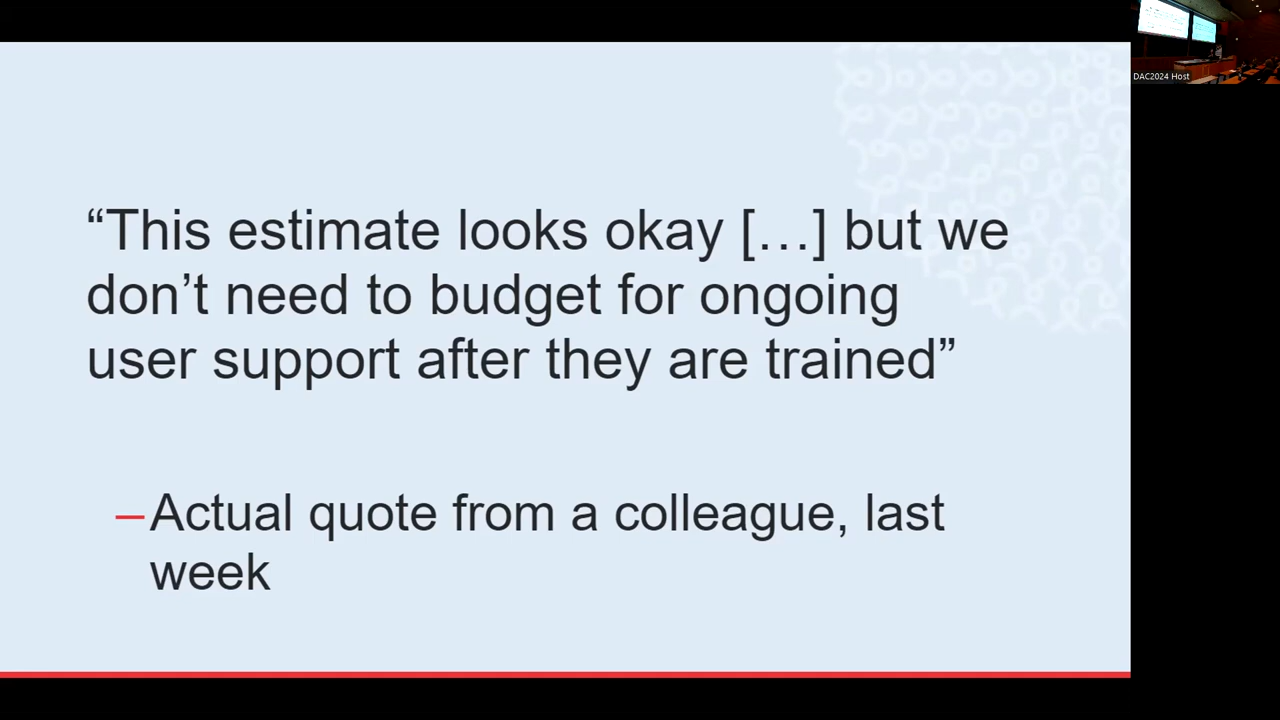 “This estimate looks okay […] but we
don’t need to budget for ongoing
user support after they are trained”
–Actual quote from a colleague, last
week
DAC2024 Host